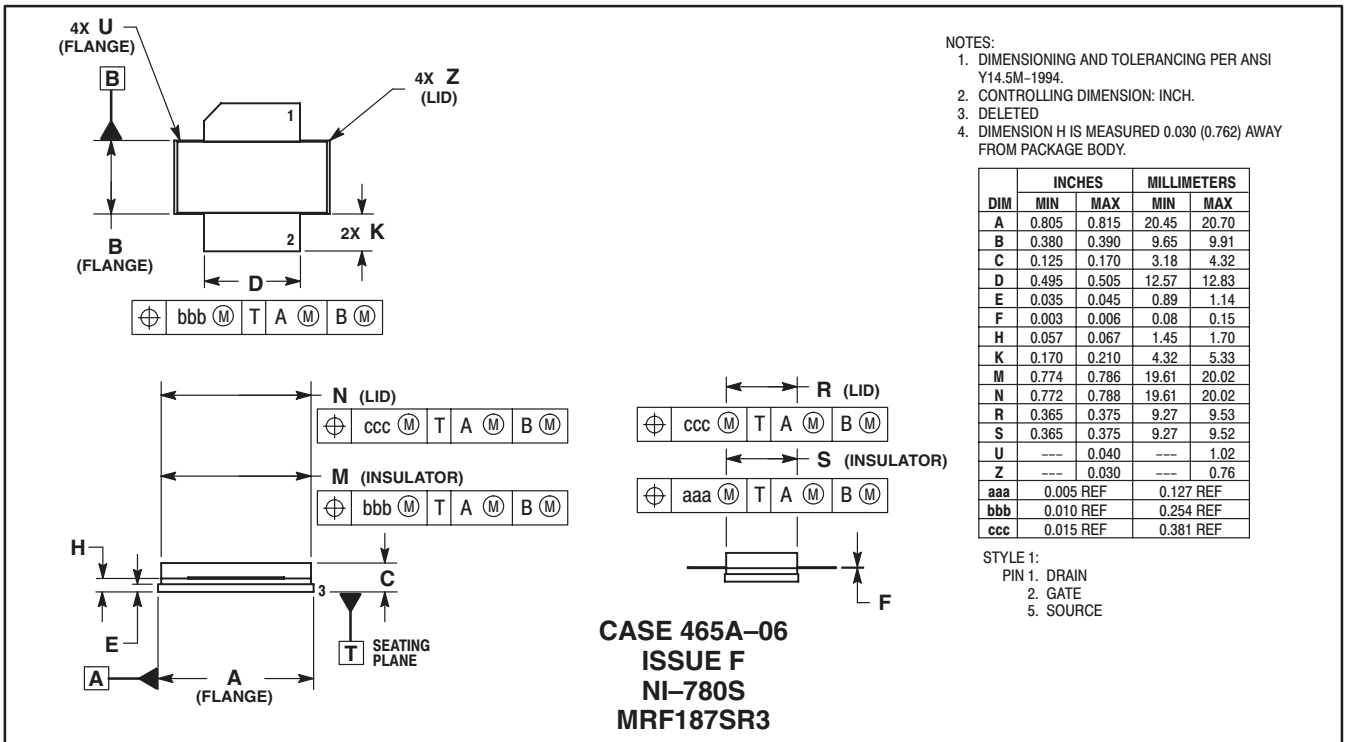 4X U
(FLANGE)
B
4X Z
(LID)
1
B
(FLANGE)
2X K
2
D
⌖ bbb Ⓜ T A Ⓜ B Ⓜ
N (LID)
⌖ ccc Ⓜ T A Ⓜ B Ⓜ
M (INSULATOR)
⌖ bbb Ⓜ T A Ⓜ B Ⓜ
R (LID)
⌖ ccc Ⓜ T A Ⓜ B Ⓜ
S (INSULATOR)
⌖ aaa Ⓜ T A Ⓜ B Ⓜ
H
C
3
E
F
T SEATING
PLANE
A
A
(FLANGE)
CASE 465A–06
ISSUE F
NI–780S
MRF187SR3
NOTES:
1. DIMENSIONING AND TOLERANCING PER ANSI
Y14.5M–1994.
2. CONTROLLING DIMENSION: INCH.
3. DELETED
4. DIMENSION H IS MEASURED 0.030 (0.762) AWAY
FROM PACKAGE BODY.
INCHES MILLIMETERS
DIM MIN MAX MIN MAX
A 0.805 0.815 20.45 20.70
B 0.380 0.390 9.65 9.91
C 0.125 0.170 3.18 4.32
D 0.495 0.505 12.57 12.83
E 0.035 0.045 0.89 1.14
F 0.003 0.006 0.08 0.15
H 0.057 0.067 1.45 1.70
K 0.170 0.210 4.32 5.33
M 0.774 0.786 19.61 20.02
N 0.772 0.788 19.61 20.02
R 0.365 0.375 9.27 9.53
S 0.365 0.375 9.27 9.52
U ––– 0.040 ––– 1.02
Z ––– 0.030 ––– 0.76
aaa 0.005 REF 0.127 REF
bbb 0.010 REF 0.254 REF
ccc 0.015 REF 0.381 REF
STYLE 1:
PIN 1. DRAIN
2. GATE
5. SOURCE